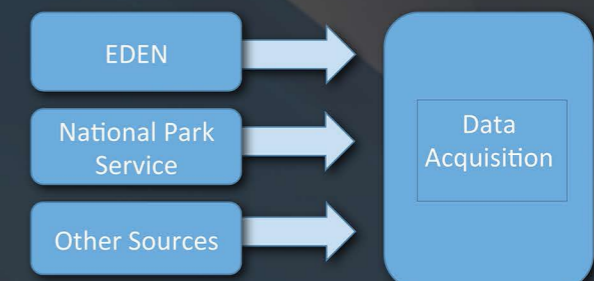 EDEN
National Park
Service
Other Sources
Data
Acquisition